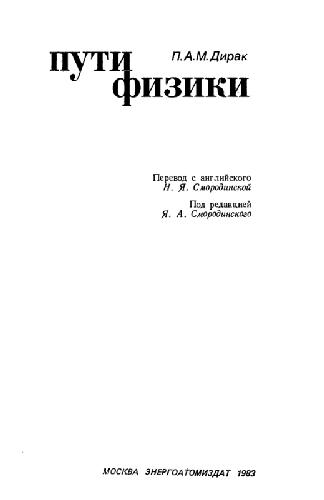 П.А.М.Дирак
пути
физики
Перевод с английского
Н. Я. Смородинской
Под редакцией
Я. А. Смородинского
МОСКВА ЭНЕРГОАТОМИЗДАТ 1983